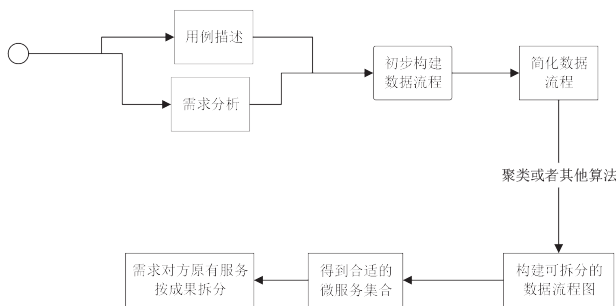 用例描述
需求分析
初步构建
数据流程
简化数据
流程
聚类或者其他算法
构建可拆分的
数据流程图
得到合适的
微服务集合
需求对方原有服务
按成果拆分